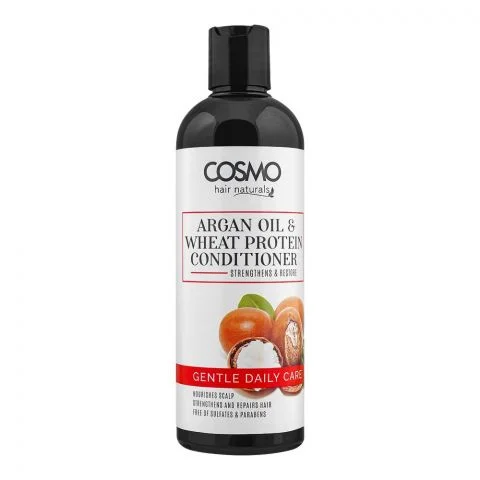 COSMO
hair naturals
ARGAN OIL &
WHEAT PROTEIN
CONDITIONER
STRENGTHENS & RESTORE
GENTLE DAILY CARE
NOURISHES SCALP
STRENGTHENS AND REPAIRS HAIR
FREE OF SULFATES & PARABENS